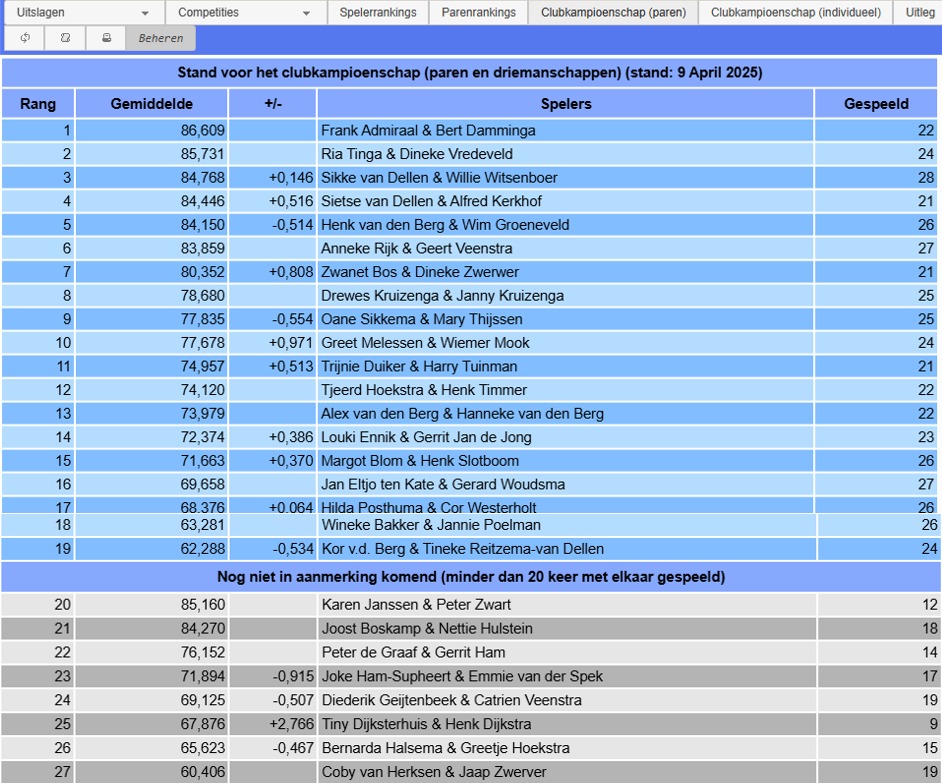 Uitslagen Competities Spelerrankings Parenrankings Clubkampioenschap (paren) Clubkampioenschap (individueel) Uitleg
Beheren
Stand voor het clubkampioenschap (paren en driemanschappen) (stand: 9 April 2025)
Rang Gemiddelde +/- Spelers Gespeeld
1 86,609 Frank Admiraal & Bert Damminga 22
2 85,731 Ria Tinga & Dineke Vredeveld 24
3 84,768 +0,146 Sikke van Dellen & Willie Witsenboer 28
4 84,446 +0,516 Sietse van Dellen & Alfred Kerkhof 21
5 84,150 -0,514 Henk van den Berg & Wim Groeneveld 26
6 83,859 Anneke Rijk & Geert Veenstra 27
7 80,352 +0,808 Zwanet Bos & Dineke Zwerwer 21
8 78,680 Drewes Kruizenga & Janny Kruizenga 25
9 77,835 -0,554 Oane Sikkema & Mary Thijssen 25
10 77,678 +0,971 Greet Melessen & Wiemer Mook 24
11 74,957 +0,513 Trijnie Duiker & Harry Tuinman 21
12 74,120 Tjeerd Hoekstra & Henk Timmer 22
13 73,979 Alex van den Berg & Hanneke van den Berg 22
14 72,374 +0,386 Louki Ennik & Gerrit Jan de Jong 23
15 71,663 +0,370 Margot Blom & Henk Slotboom 26
16 69,658 Jan Eltjo ten Kate & Gerard Woudsma 27
17 68,376 +0,064 Hilda Posthuma & Cor Westerholt 26
18 63,281 Wineke Bakker & Jannie Poelman 26
19 62,288 -0,534 Kor v.d. Berg & Tineke Reitzema-van Dellen 24
Nog niet in aanmerking komend (minder dan 20 keer met elkaar gespeeld)
20 85,160 Karen Janssen & Peter Zwart 12
21 84,270 Joost Boskamp & Nettie Hulstein 18
22 76,152 Peter de Graaf & Gerrit Ham 14
23 71,894 -0,915 Joke Ham-Supheert & Emmie van der Spek 17
24 69,125 -0,507 Diederik Geijtenbeek & Catrien Veenstra 19
25 67,876 +2,766 Tiny Dijksterhuis & Henk Dijkstra 9
26 65,623 -0,467 Bernarda Halsema & Greetje Hoekstra 15
27 60,406 Coby van Herksen & Jaap Zwerver 19